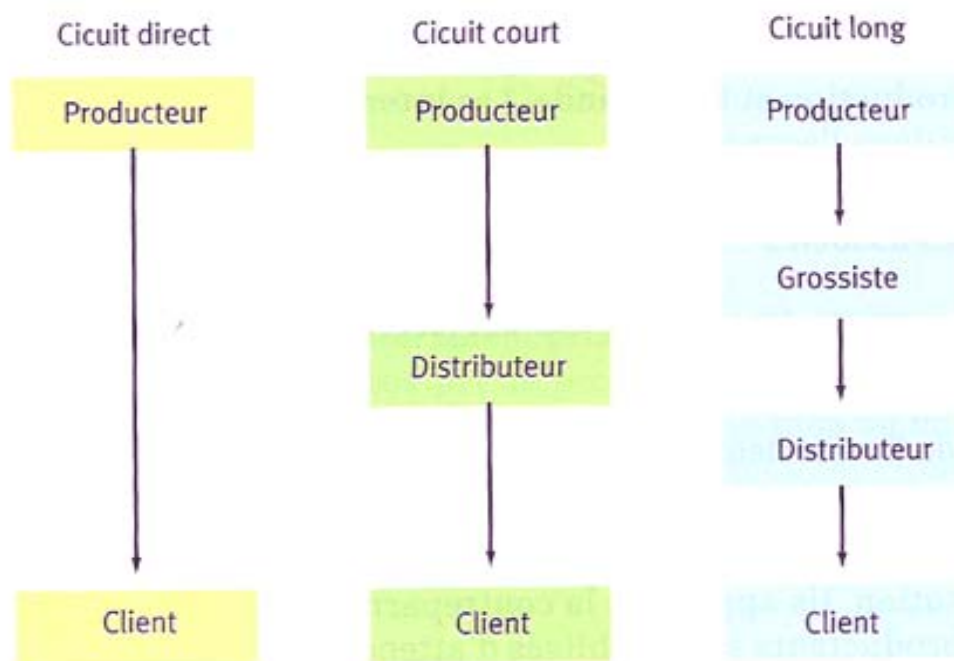 Cicuit direct
Producteur
Client
Cicuit court
Producteur
Distributeur
Client
Cicuit long
Producteur
Grossiste
Distributeur
Client